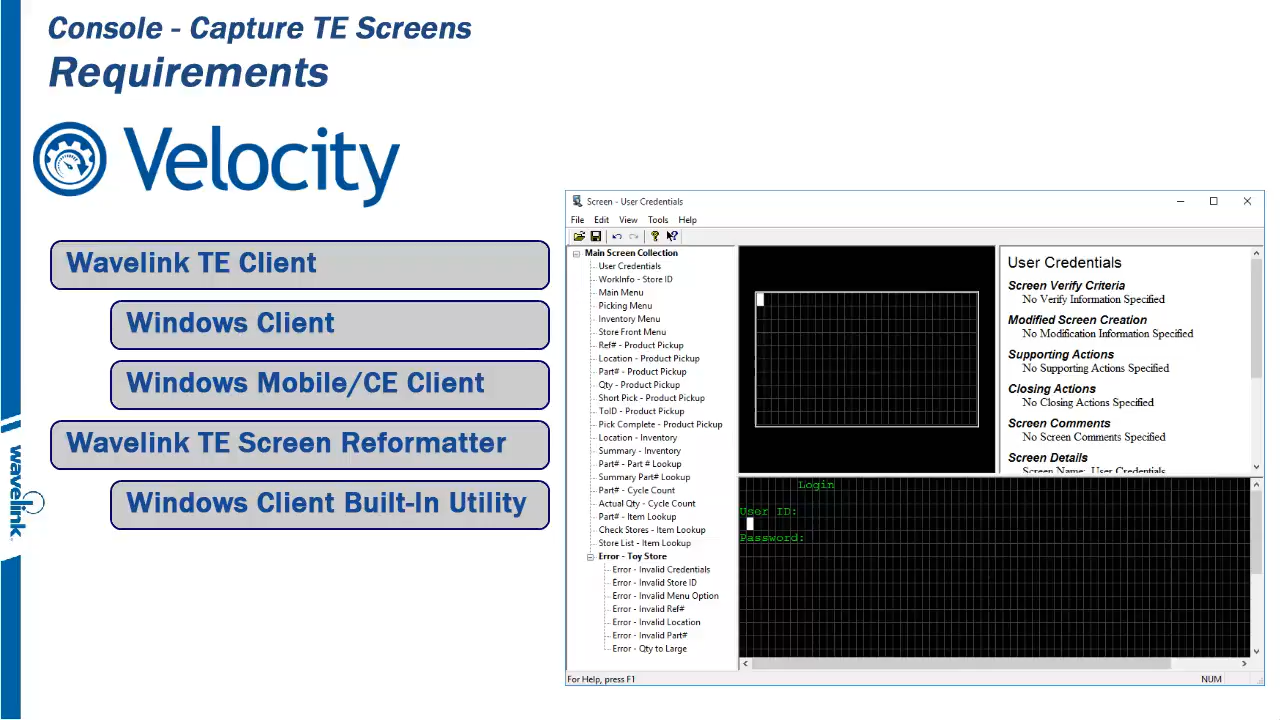 Console - Capture TE Screens
Requirements
Velocity
Wavelink TE Client
Windows Client
Windows Mobile/CE Client
Wavelink TE Screen Reformatter
Windows Client Built-In Utility
wavelink
Screen - User Credentials
File Edit View Tools Help
Main Screen Collection
User Credentials
WorkInfo - Store ID
Main Menu
Picking Menu
Inventory Menu
Store Front Menu
Ref# - Product Pickup
Location - Product Pickup
Part# - Product Pickup
Qty - Product Pickup
Short Pick - Product Pickup
ToID - Product Pickup
Pick Complete - Product Pickup
Location - Inventory
Summary - Inventory
Part# - Part # Lookup
Summary Part# Lookup
Part# - Cycle Count
Actual Qty - Cycle Count
Part# - Item Lookup
Check Stores - Item Lookup
Store List - Item Lookup
Error - Toy Store
Error - Invalid Credentials
Error - Invalid Store ID
Error - Invalid Menu Option
Error - Invalid Ref#
Error - Invalid Location
Error - Invalid Part#
Error - Qty to Large
User Credentials
Screen Verify Criteria
No Verify Information Specified
Modified Screen Creation
No Modification Information Specified
Supporting Actions
No Supporting Actions Specified
Closing Actions
No Closing Actions Specified
Screen Comments
No Screen Comments Specified
Screen Details
Screen Name: User Credentials
Login
User ID:
Password:
For Help, press F1
NUM